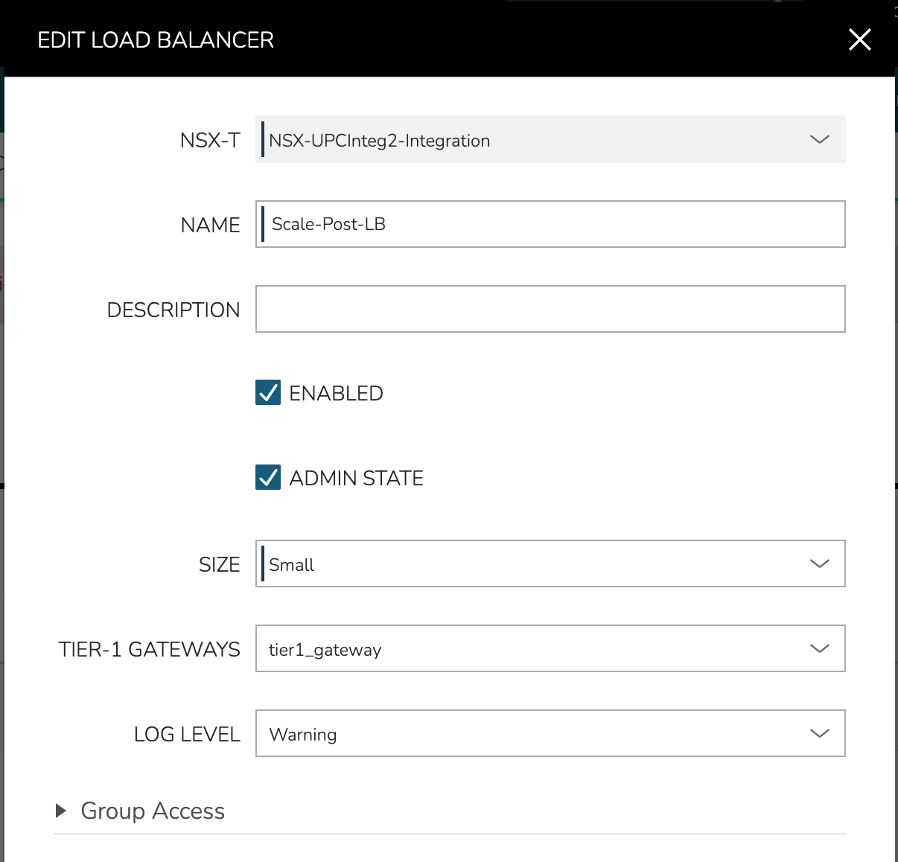 EDIT LOAD BALANCER
NSX-T NSX-UPCInteg2-Integration
NAME Scale-Post-LB
DESCRIPTION
ENABLED
ADMIN STATE
SIZE Small
TIER-1 GATEWAYS tier1_gateway
LOG LEVEL Warning
Group Access